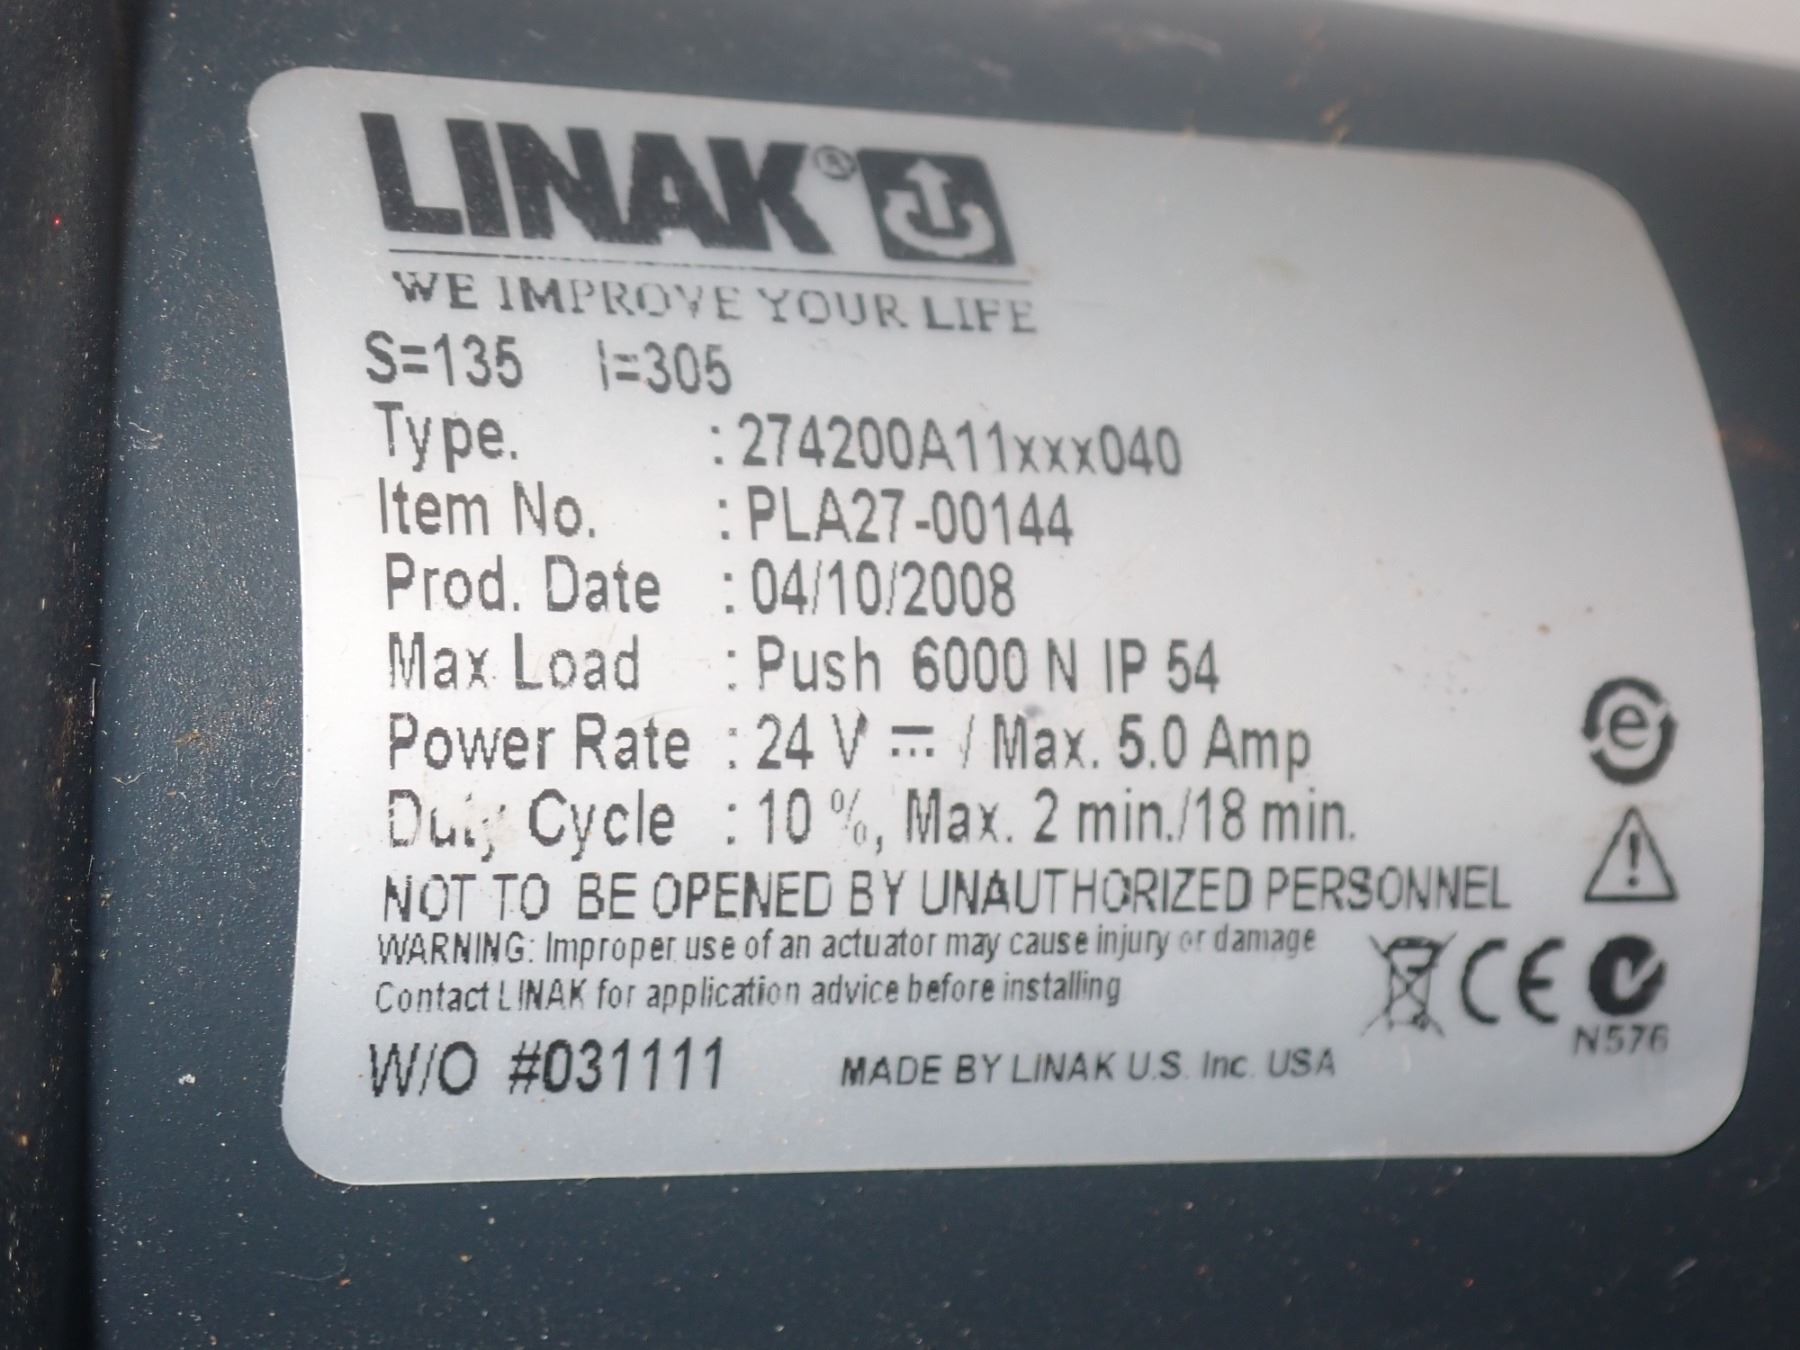 LINAK®
WE IMPROVE YOUR LIFE
S=135 l=305
Type. : 274200A11xxx040
Item No. : PLA27-00144
Prod. Date : 04/10/2008
Max Load : Push 6000 N IP 54
Power Rate : 24 V ⎓ / Max. 5.0 Amp
Duty Cycle : 10 %, Max. 2 min./18 min.
NOT TO BE OPENED BY UNAUTHORIZED PERSONNEL
WARNING: Improper use of an actuator may cause injury or damage
Contact LINAK for application advice before installing
W/O #031111 MADE BY LINAK U.S. Inc. USA
e
CE
N576